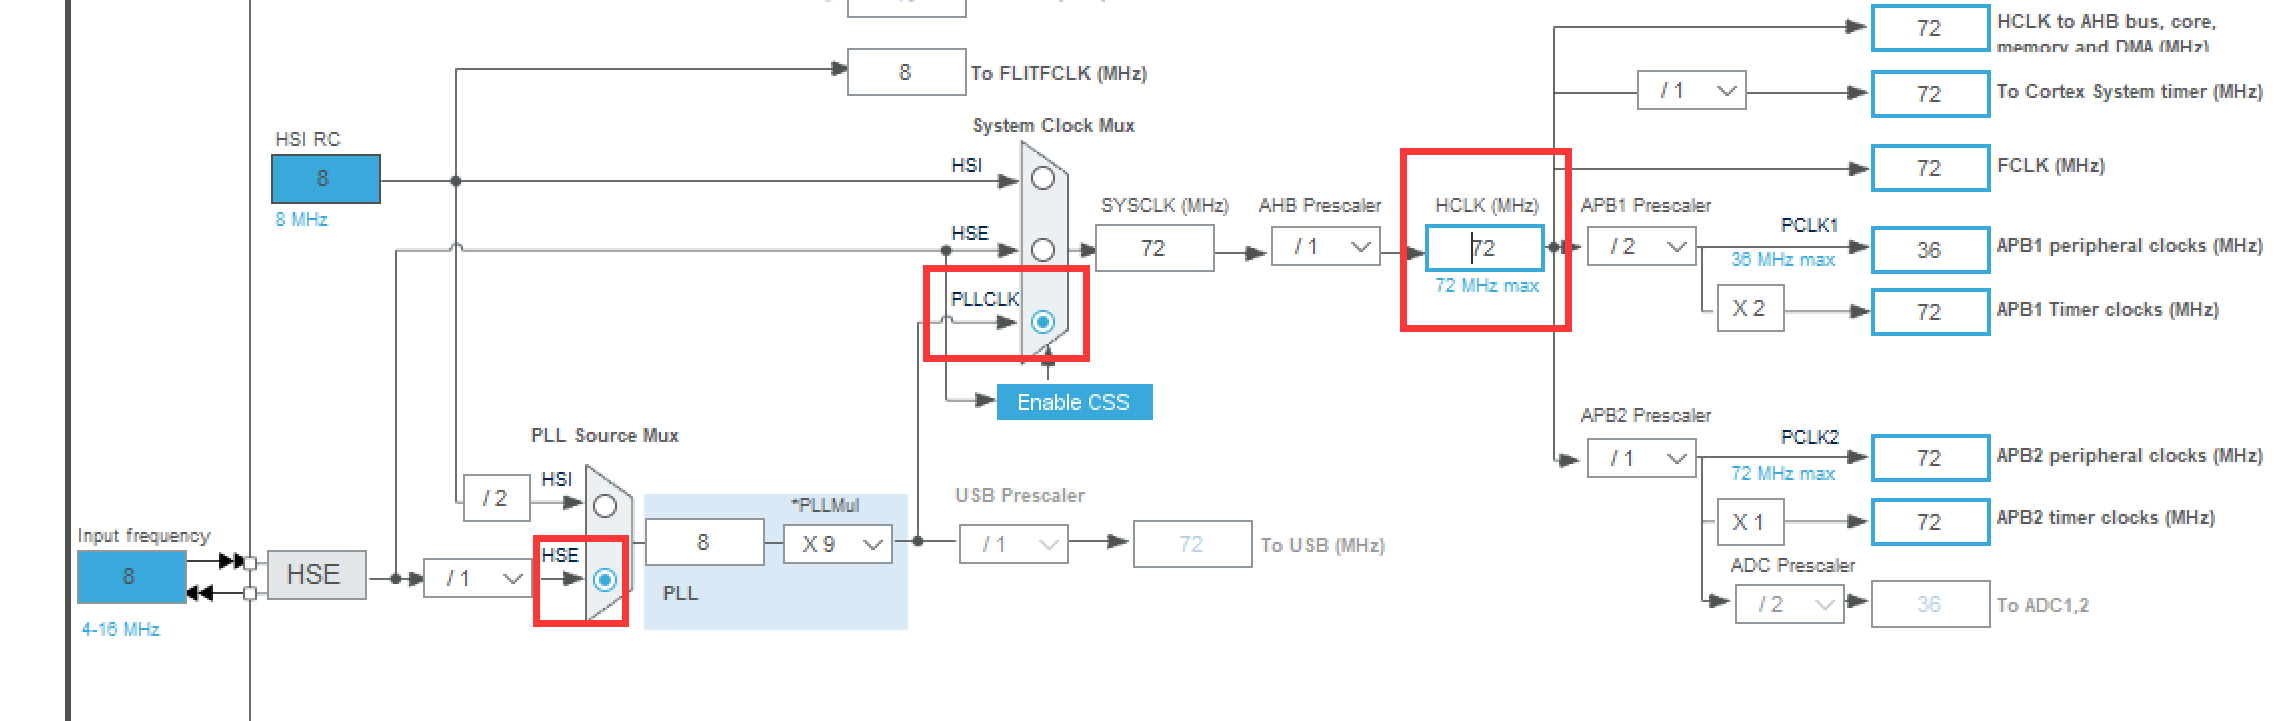 72
HCLK to AHB bus, core,
memory and DMA (MHz)
8
To FLITFCLK (MHz)
/ 1
72
To Cortex System timer (MHz)
System Clock Mux
HSI RC
8
8 MHz
HSI
72
FCLK (MHz)
SYSCLK (MHz)
AHB Prescaler
HCLK (MHz)
APB1 Prescaler
HSE
72
/ 1
72
72 MHz max
/ 2
PCLK1
36 MHz max
36
APB1 peripheral clocks (MHz)
PLLCLK
X 2
72
APB1 Timer clocks (MHz)
Enable CSS
APB2 Prescaler
/ 1
PCLK2
72 MHz max
72
APB2 peripheral clocks (MHz)
PLL Source Mux
/ 2
HSI
*PLLMul
USB Prescaler
X 1
72
APB2 timer clocks (MHz)
Input frequency
8
4-16 MHz
HSE
/ 1
HSE
8
X 9
PLL
/ 1
72
To USB (MHz)
ADC Prescaler
/ 2
36
To ADC1,2